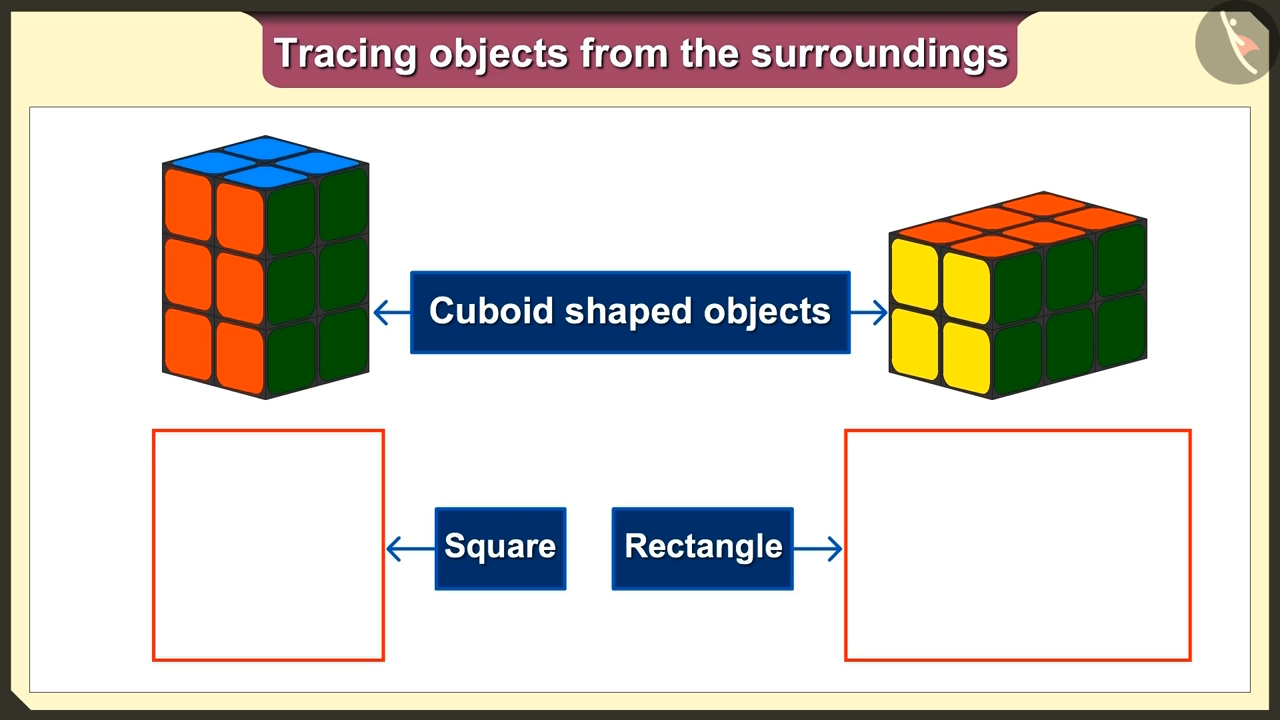 Tracing objects from the surroundings
Cuboid shaped objects
Square
Rectangle